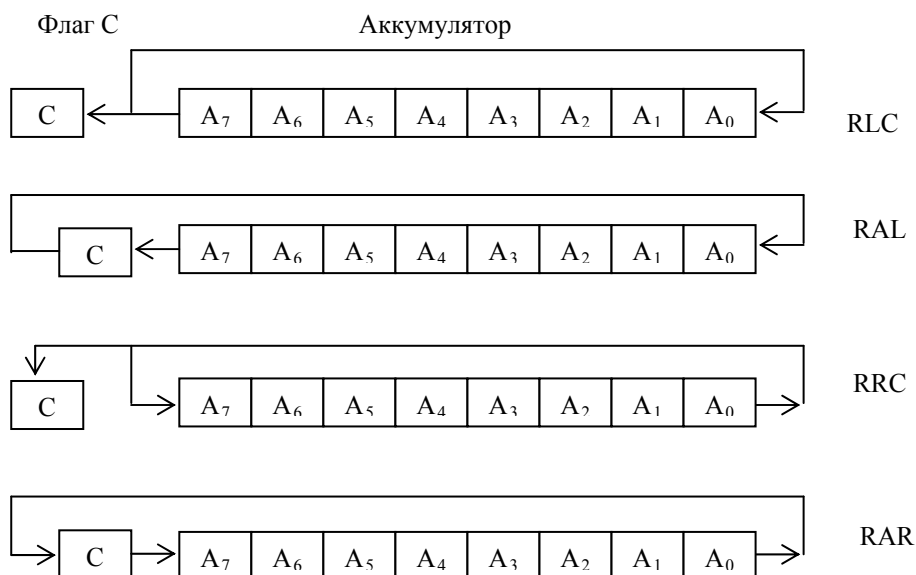 Флаг С Аккумулятор
C A₇ A₆ A₅ A₄ A₃ A₂ A₁ A₀ RLC
C A₇ A₆ A₅ A₄ A₃ A₂ A₁ A₀ RAL
C A₇ A₆ A₅ A₄ A₃ A₂ A₁ A₀ RRC
C A₇ A₆ A₅ A₄ A₃ A₂ A₁ A₀ RAR